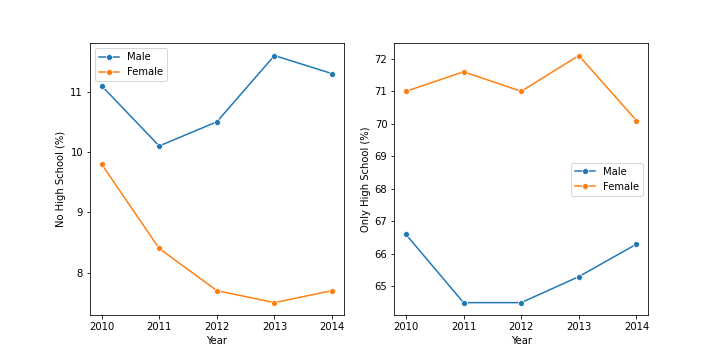 Male
Female
No High School (%)
11
10
9
8
2010 2011 2012 2013 2014
Year
Male
Female
Only High School (%)
72
71
70
69
68
67
66
65
2010 2011 2012 2013 2014
Year